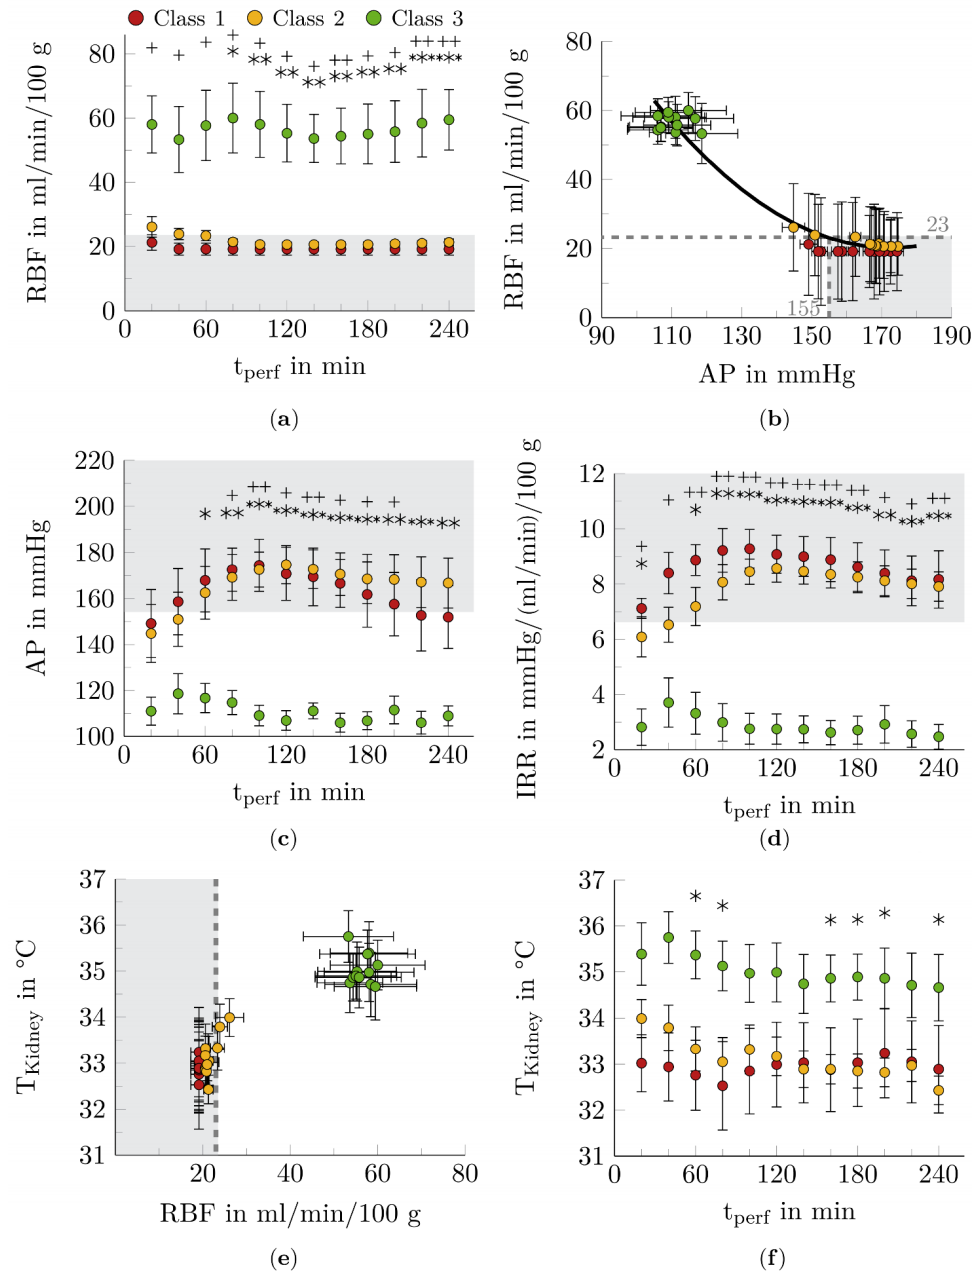 Class 1 Class 2 Class 3
RBF in ml/min/100 g
80
60
40
20
0
0 60 120 180 240
t_perf in min
(a)
RBF in ml/min/100 g
80
60
40
20
0
23
155
90 110 130 150 170 190
AP in mmHg
(b)
AP in mmHg
220
200
180
160
140
120
100
0 60 120 180 240
t_perf in min
(c)
IRR in mmHg/(ml/min)/100 g
12
10
8
6
4
2
0 60 120 180 240
t_perf in min
(d)
T_Kidney in °C
37
36
35
34
33
32
31
20 40 60 80
RBF in ml/min/100 g
(e)
T_Kidney in °C
37
36
35
34
33
32
31
0 60 120 180 240
t_perf in min
(f)